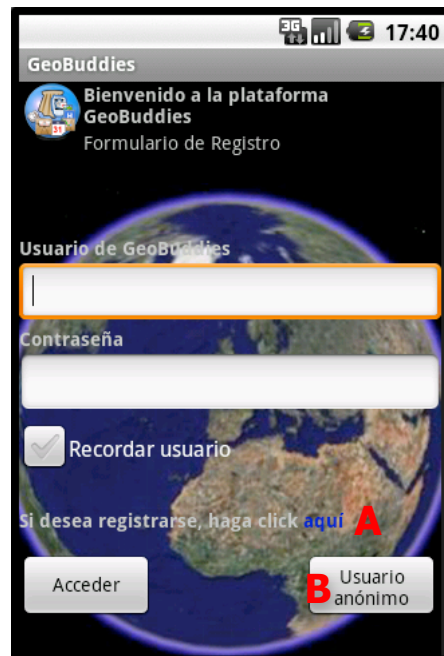 3G 17:40
GeoBuddies
Bienvenido a la plataforma
GeoBuddies
Formulario de Registro
31
Usuario de GeoBuddies
Contraseña
Recordar usuario
Si desea registrarse, haga click aquí A
Acceder
B Usuario
anónimo